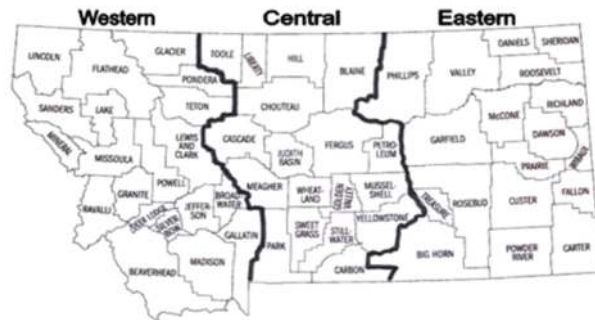 Western Central Eastern
LINCOLN
FLATHEAD
GLACIER
TOOLE
LIBERTY
HILL
BLAINE
PHILLIPS
VALLEY
DANIELS
SHERIDAN
ROOSEVELT
PONDERA
TETON
CHOUTEAU
SANDERS
LAKE
MINERAL
MISSOULA
LEWIS
AND
CLARK
CASCADE
JUDITH
BASIN
FERGUS
PETRO-
LEUM
GARFIELD
McCONE
RICHLAND
DAWSON
PRAIRIE
WIBAUX
POWELL
GRANITE
RAVALLI
DEER LODGE
SILVER
BOW
JEFFER-
SON
BROAD-
WATER
MEAGHER
WHEAT-
LAND
GOLDEN
VALLEY
MUSSEL-
SHELL
TREASURE
ROSEBUD
CUSTER
FALLON
GALLATIN
PARK
SWEET
GRASS
STILL-
WATER
YELLOWSTONE
BEAVERHEAD
MADISON
CARBON
BIG HORN
POWDER
RIVER
CARTER